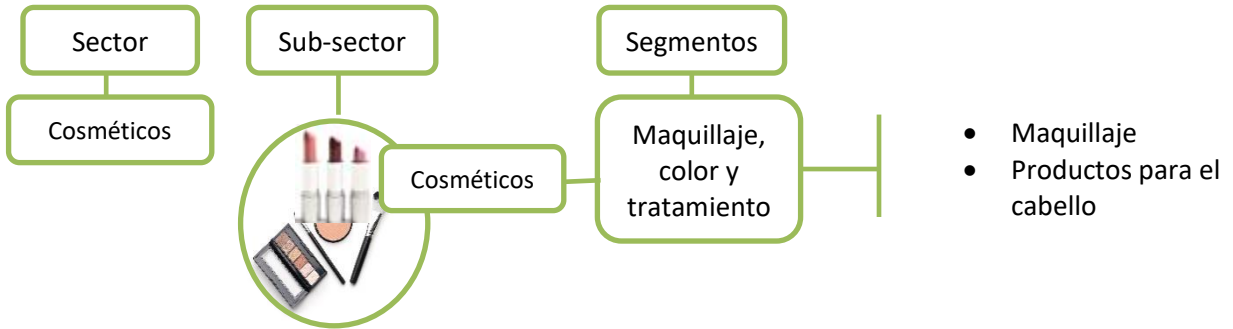 Sector
Sub-sector
Segmentos
Cosméticos
Cosméticos
Maquillaje,
color y
tratamiento
• Maquillaje
• Productos para el
cabello